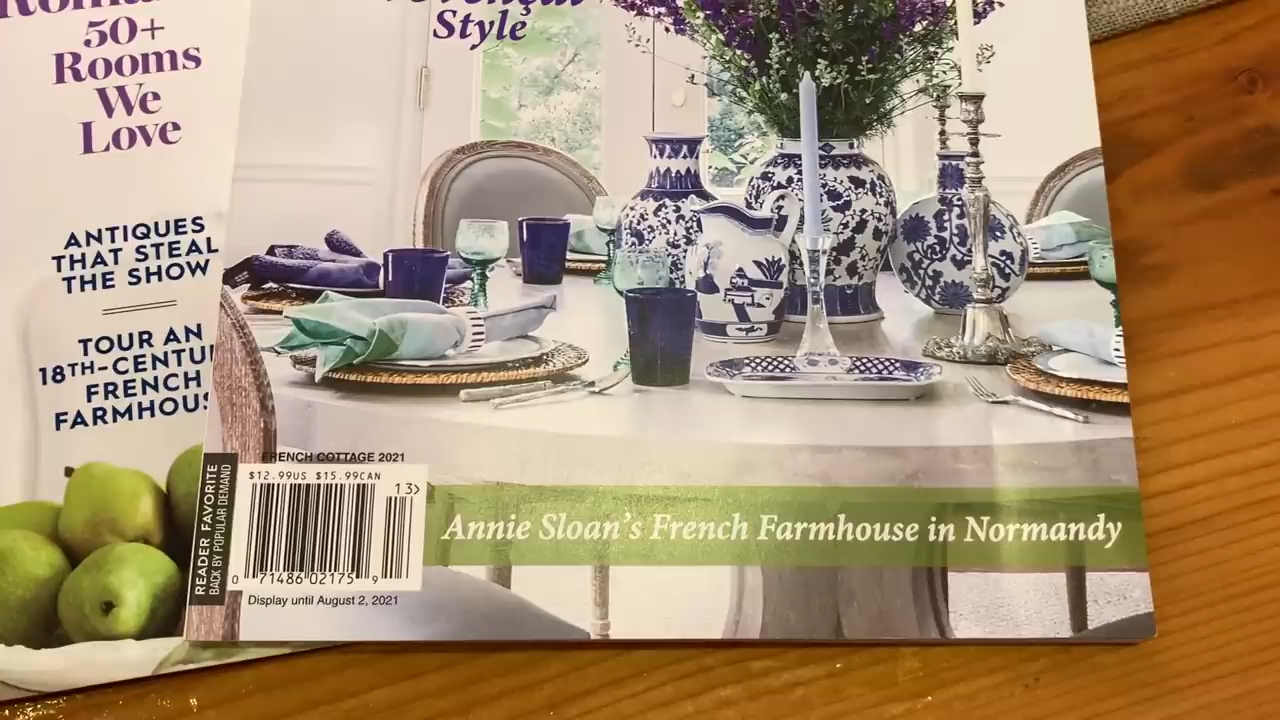 50+
Rooms
We
Love
ANTIQUES
THAT STEAL
THE SHOW
TOUR AN
FRENCH
Style
FRENCH COTTAGE 2021
$12.99US $15.99CAN
13>
0 71486 02175 9
READER FAVORITE
BACK BY POPULAR DEMAND
Display until August 2, 2021
Annie Sloan's French Farmhouse in Normandy